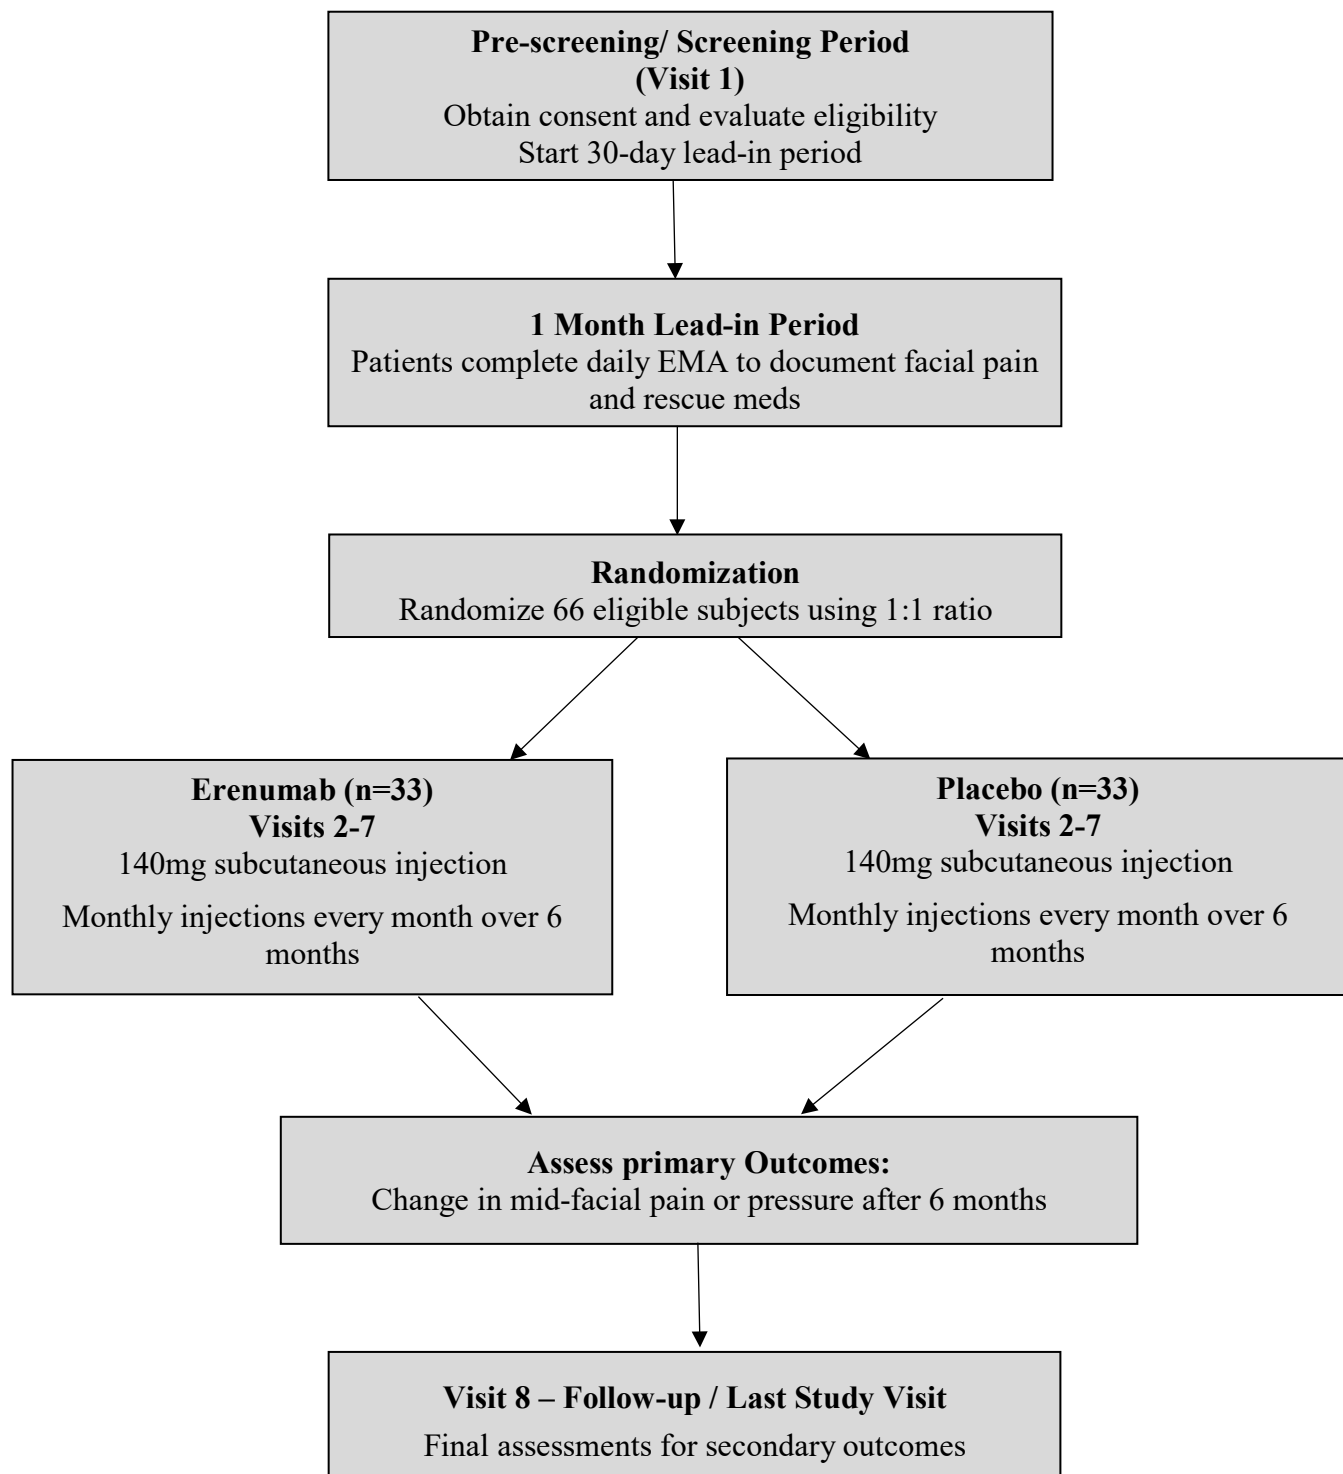 Pre-screening/ Screening Period
(Visit 1)
Obtain consent and evaluate eligibility
Start 30-day lead-in period
1 Month Lead-in Period
Patients complete daily EMA to document facial pain
and rescue meds
Randomization
Randomize 66 eligible subjects using 1:1 ratio
Erenumab (n=33)
Visits 2-7
140mg subcutaneous injection
Monthly injections every month over 6
months
Placebo (n=33)
Visits 2-7
140mg subcutaneous injection
Monthly injections every month over 6
months
Assess primary Outcomes:
Change in mid-facial pain or pressure after 6 months
Visit 8 – Follow-up / Last Study Visit
Final assessments for secondary outcomes